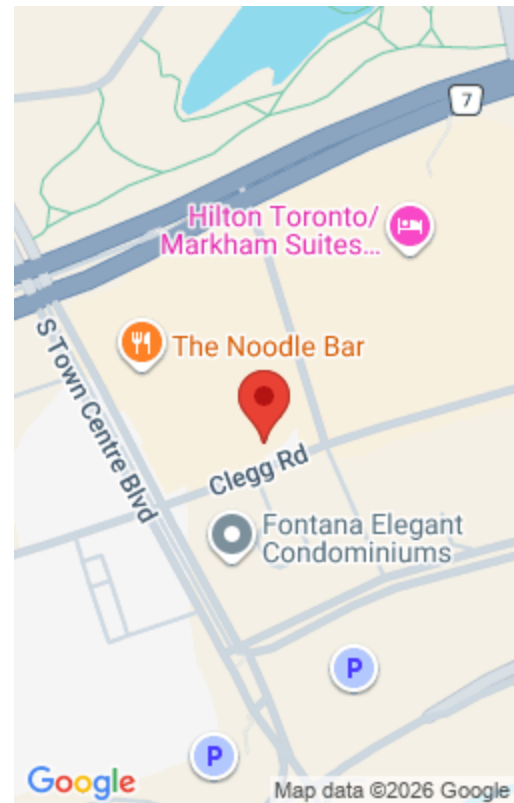 7
Hilton Toronto/
Markham Suites...
The Noodle Bar
S Town Centre Blvd
Clegg Rd
Fontana Elegant
Condominiums
P
P
Google
Map data ©2026 Google